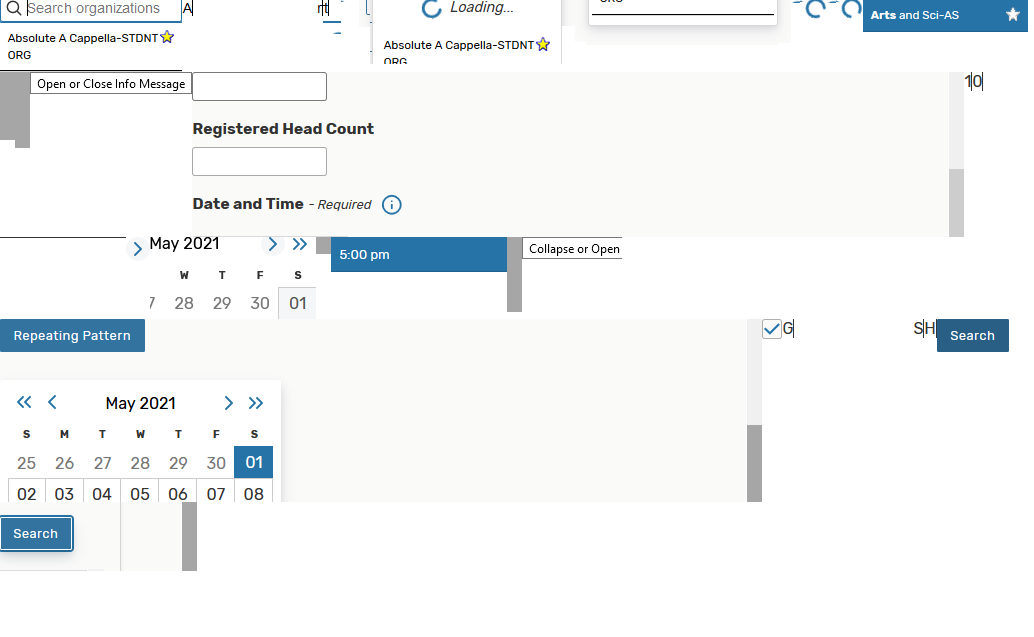 Search organizations
A
rt
Loading...
ORG
Arts and Sci-AS
Absolute A Cappella-STDNT
ORG
Absolute A Cappella-STDNT
ORG
Open or Close Info Message
10
Registered Head Count
Date and Time - Required
May 2021
5:00 pm
Collapse or Open
W T F S
28 29 30 01
Repeating Pattern
G
SH
Search
May 2021
S M T W T F S
25 26 27 28 29 30 01
02 03 04 05 06 07 08
Search